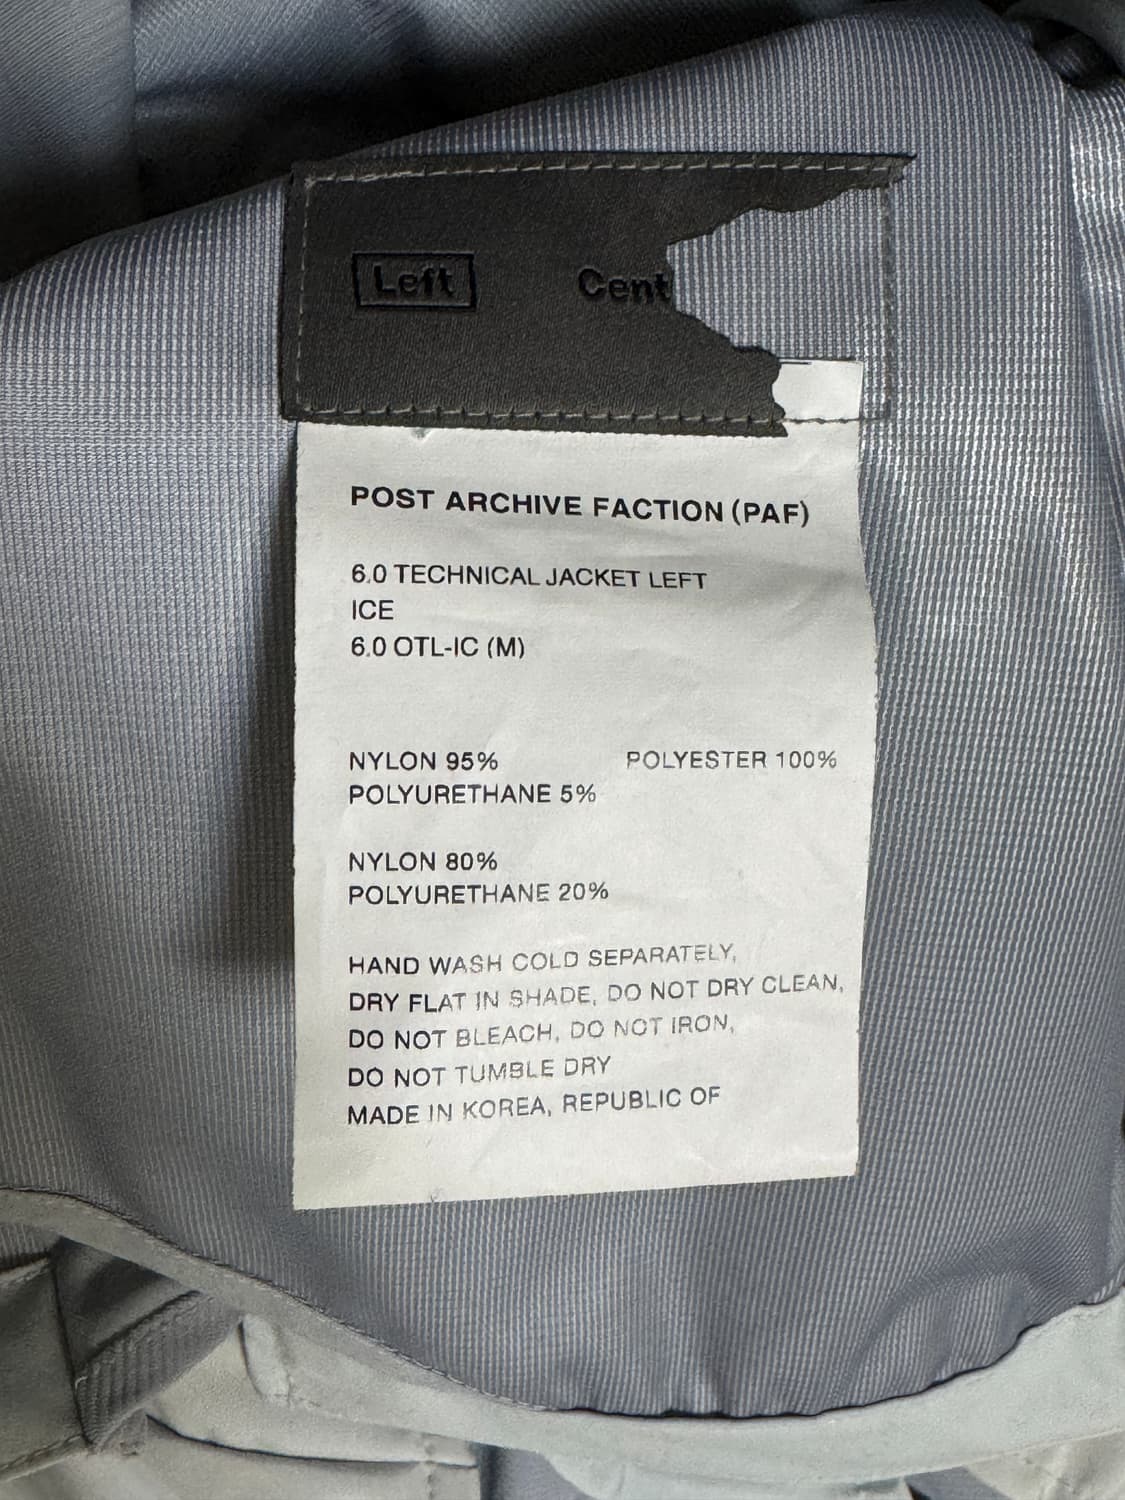 Left Cent
POST ARCHIVE FACTION (PAF)
6.0 TECHNICAL JACKET LEFT
ICE
6.0 OTL-IC (M)
NYLON 95% POLYESTER 100%
POLYURETHANE 5%
NYLON 80%
POLYURETHANE 20%
HAND WASH COLD SEPARATELY,
DRY FLAT IN SHADE, DO NOT DRY CLEAN,
DO NOT BLEACH, DO NOT IRON,
DO NOT TUMBLE DRY
MADE IN KOREA, REPUBLIC OF